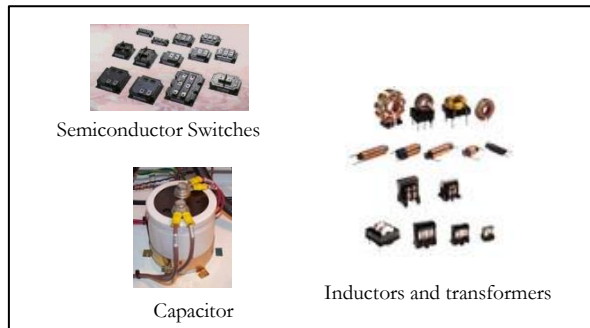 Semiconductor Switches
Capacitor
Inductors and transformers